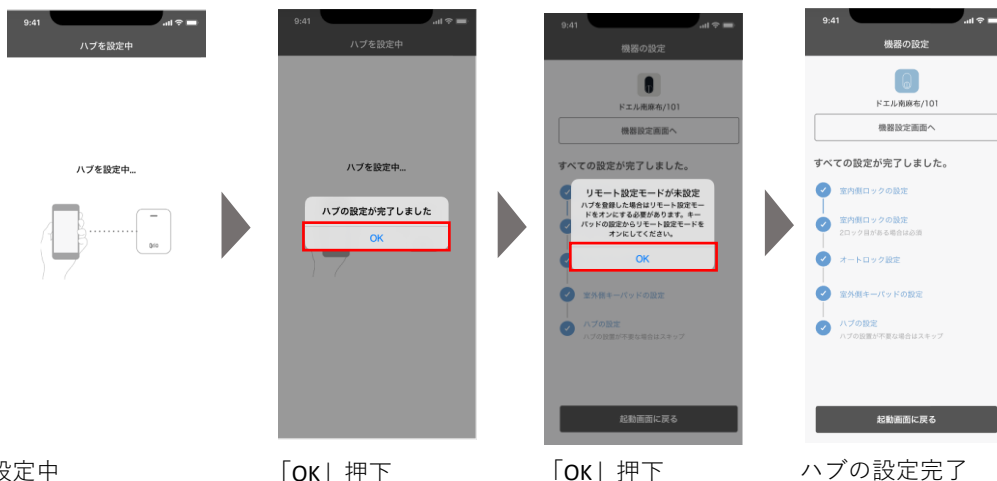 9:41
ハブを設定中
ハブを設定中...
設定中
9:41
ハブを設定中
ハブを設定中...
ハブの設定が完了しました
OK
「OK」押下
9:41
機器の設定
ドエル南麻布/101
機器設定画面へ
すべての設定が完了しました。
リモート設定モードが未設定
ハブを登録した場合はリモート設定モー
ドをオンにする必要があります。キー
パッドの設定からリモート設定モードを
オンにしてください。
OK
室外側キーパッドの設定
ハブの設定
ハブの設置が不要な場合はスキップ
起動画面に戻る
「OK」押下
9:41
機器の設定
ドエル南麻布/101
機器設定画面へ
すべての設定が完了しました。
室内側ロックの設定
室内側ロックの設定
2ロック目がある場合は必須
オートロック設定
室外側キーパッドの設定
ハブの設定
ハブの設置が不要な場合はスキップ
起動画面に戻る
ハブの設定完了